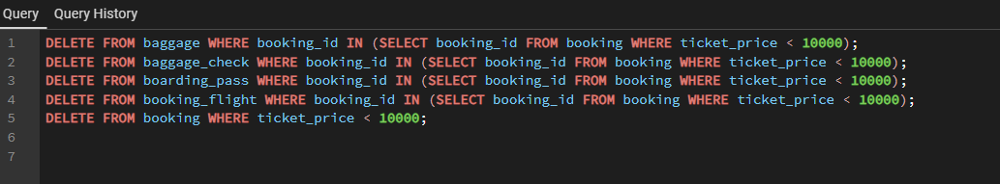 Query Query History
1 DELETE FROM baggage WHERE booking_id IN (SELECT booking_id FROM booking WHERE ticket_price < 10000);
2 DELETE FROM baggage_check WHERE booking_id IN (SELECT booking_id FROM booking WHERE ticket_price < 10000);
3 DELETE FROM boarding_pass WHERE booking_id IN (SELECT booking_id FROM booking WHERE ticket_price < 10000);
4 DELETE FROM booking_flight WHERE booking_id IN (SELECT booking_id FROM booking WHERE ticket_price < 10000);
5 DELETE FROM booking WHERE ticket_price < 10000;
6
7